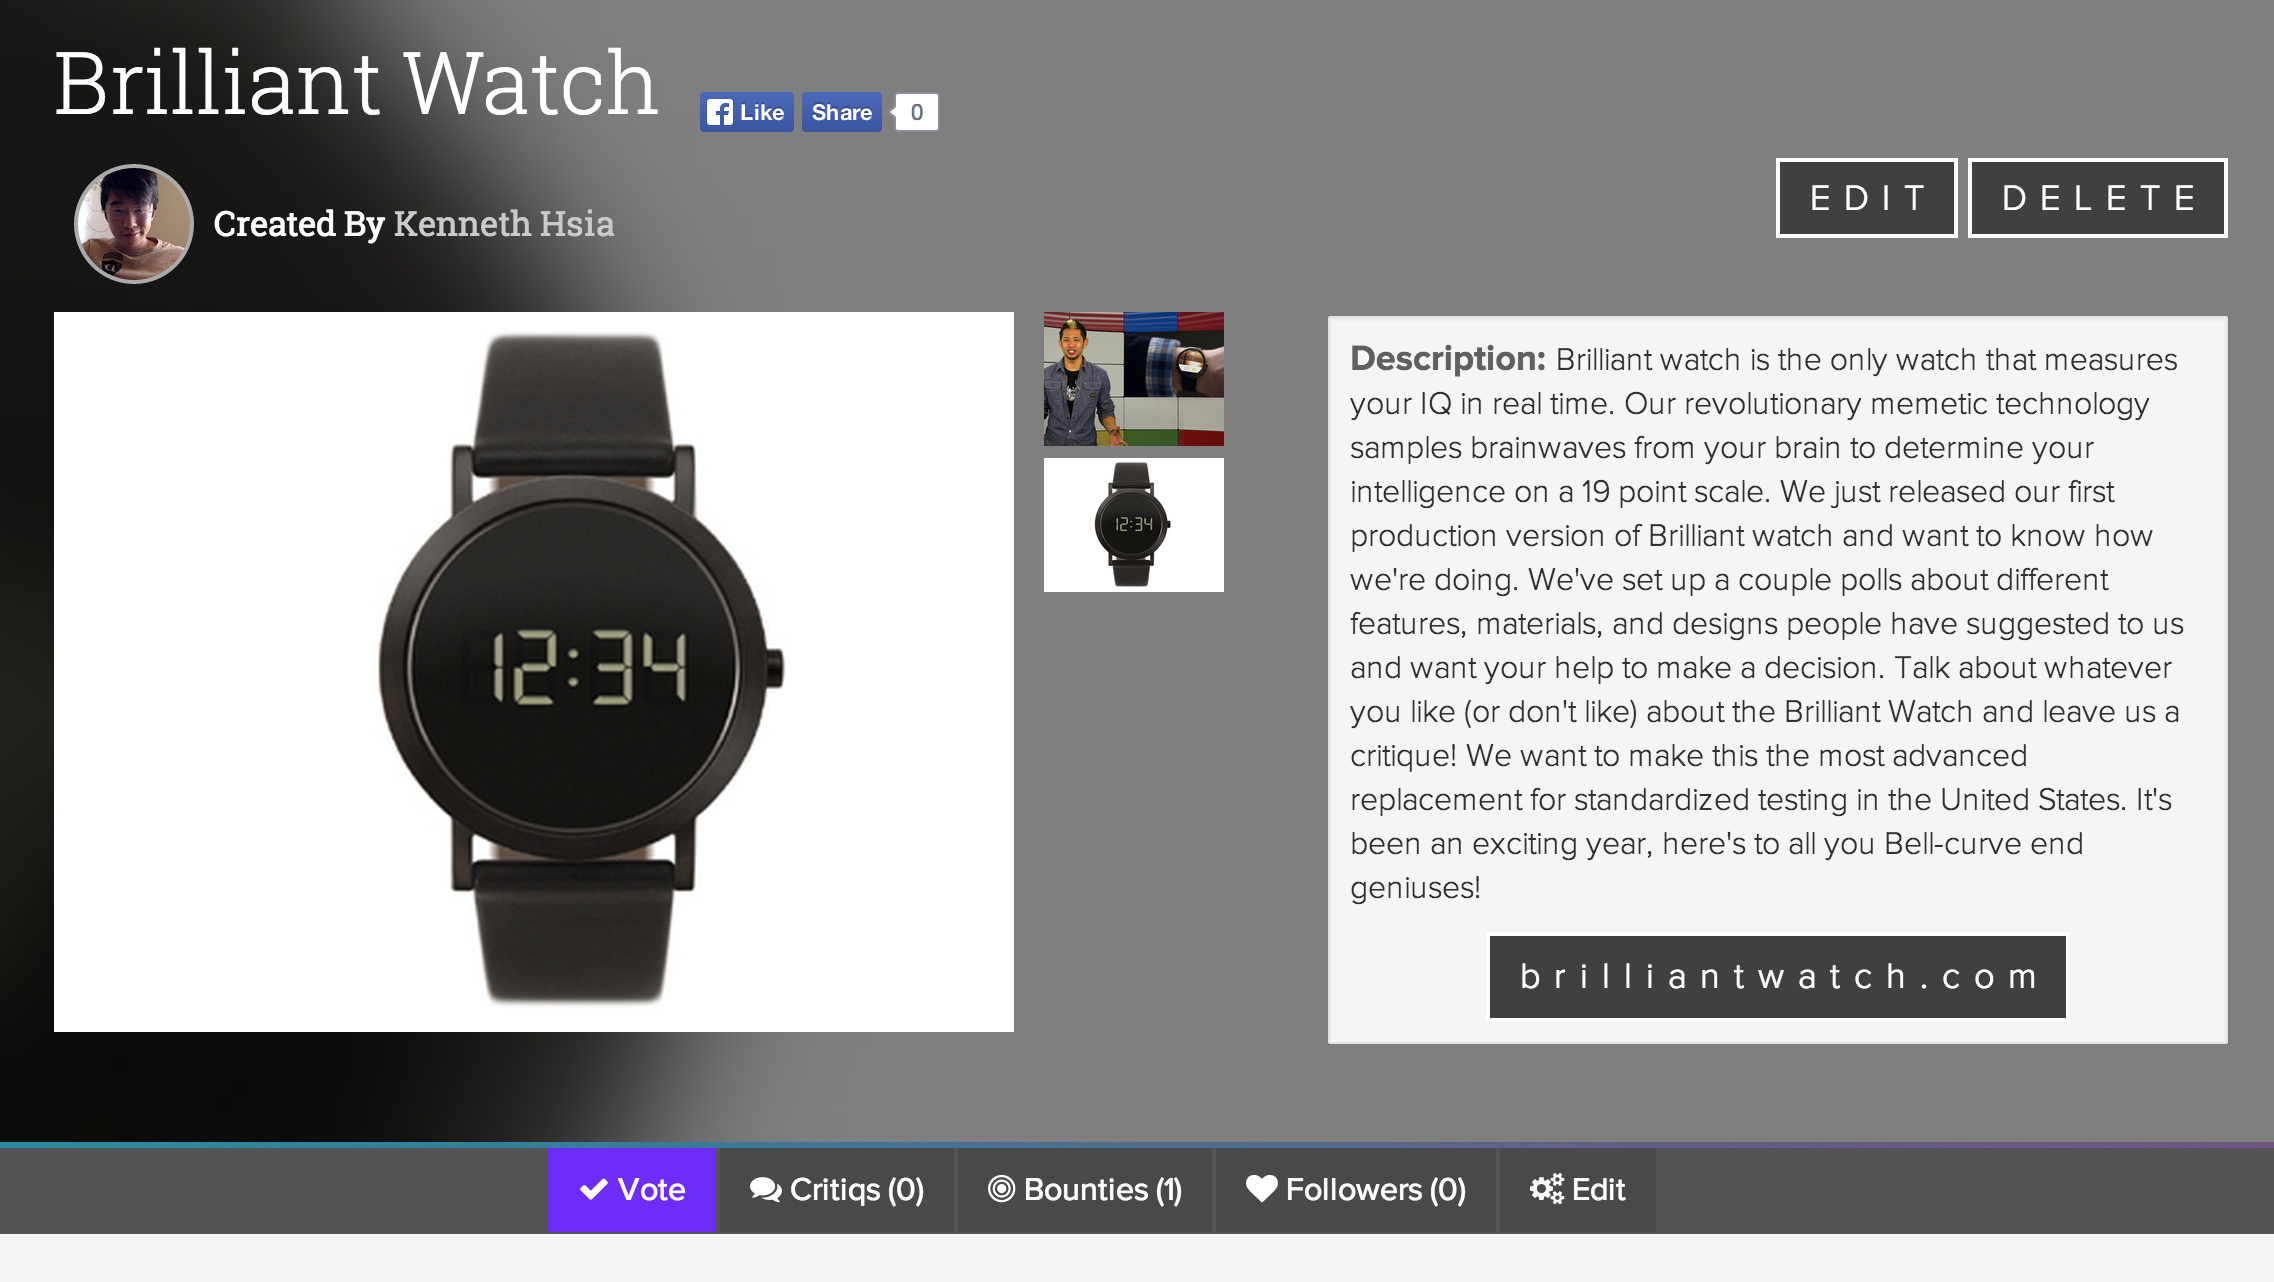 Brilliant Watch
Like Share 0
Created By Kenneth Hsia
EDIT DELETE
12:34
12:34
Description: Brilliant watch is the only watch that measures
your IQ in real time. Our revolutionary memetic technology
samples brainwaves from your brain to determine your
intelligence on a 19 point scale. We just released our first
production version of Brilliant watch and want to know how
we're doing. We've set up a couple polls about different
features, materials, and designs people have suggested to us
and want your help to make a decision. Talk about whatever
you like (or don't like) about the Brilliant Watch and leave us a
critique! We want to make this the most advanced
replacement for standardized testing in the United States. It's
been an exciting year, here's to all you Bell-curve end
geniuses!
brilliantwatch.com
Vote Critiqs (0) Bounties (1) Followers (0) Edit